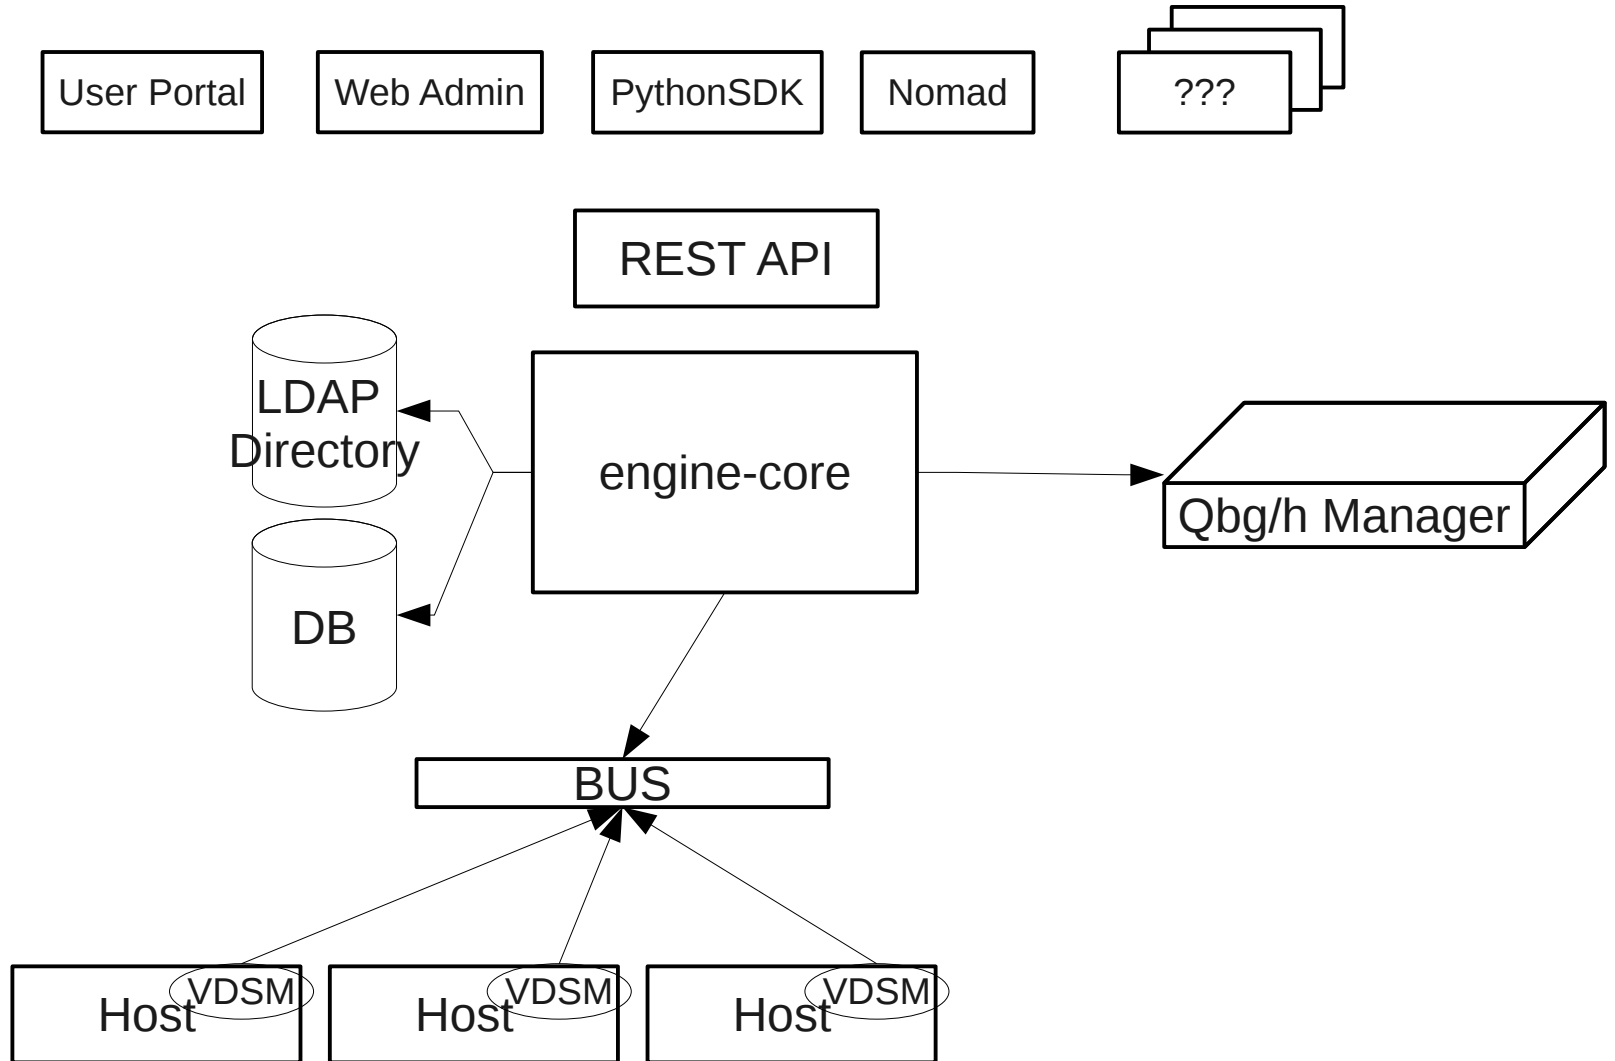 User Portal
Web Admin
PythonSDK
Nomad
???
REST API
LDAP
Directory
engine-core
Qbg/h Manager
DB
BUS
VDSM
Host
VDSM
Host
VDSM
Host